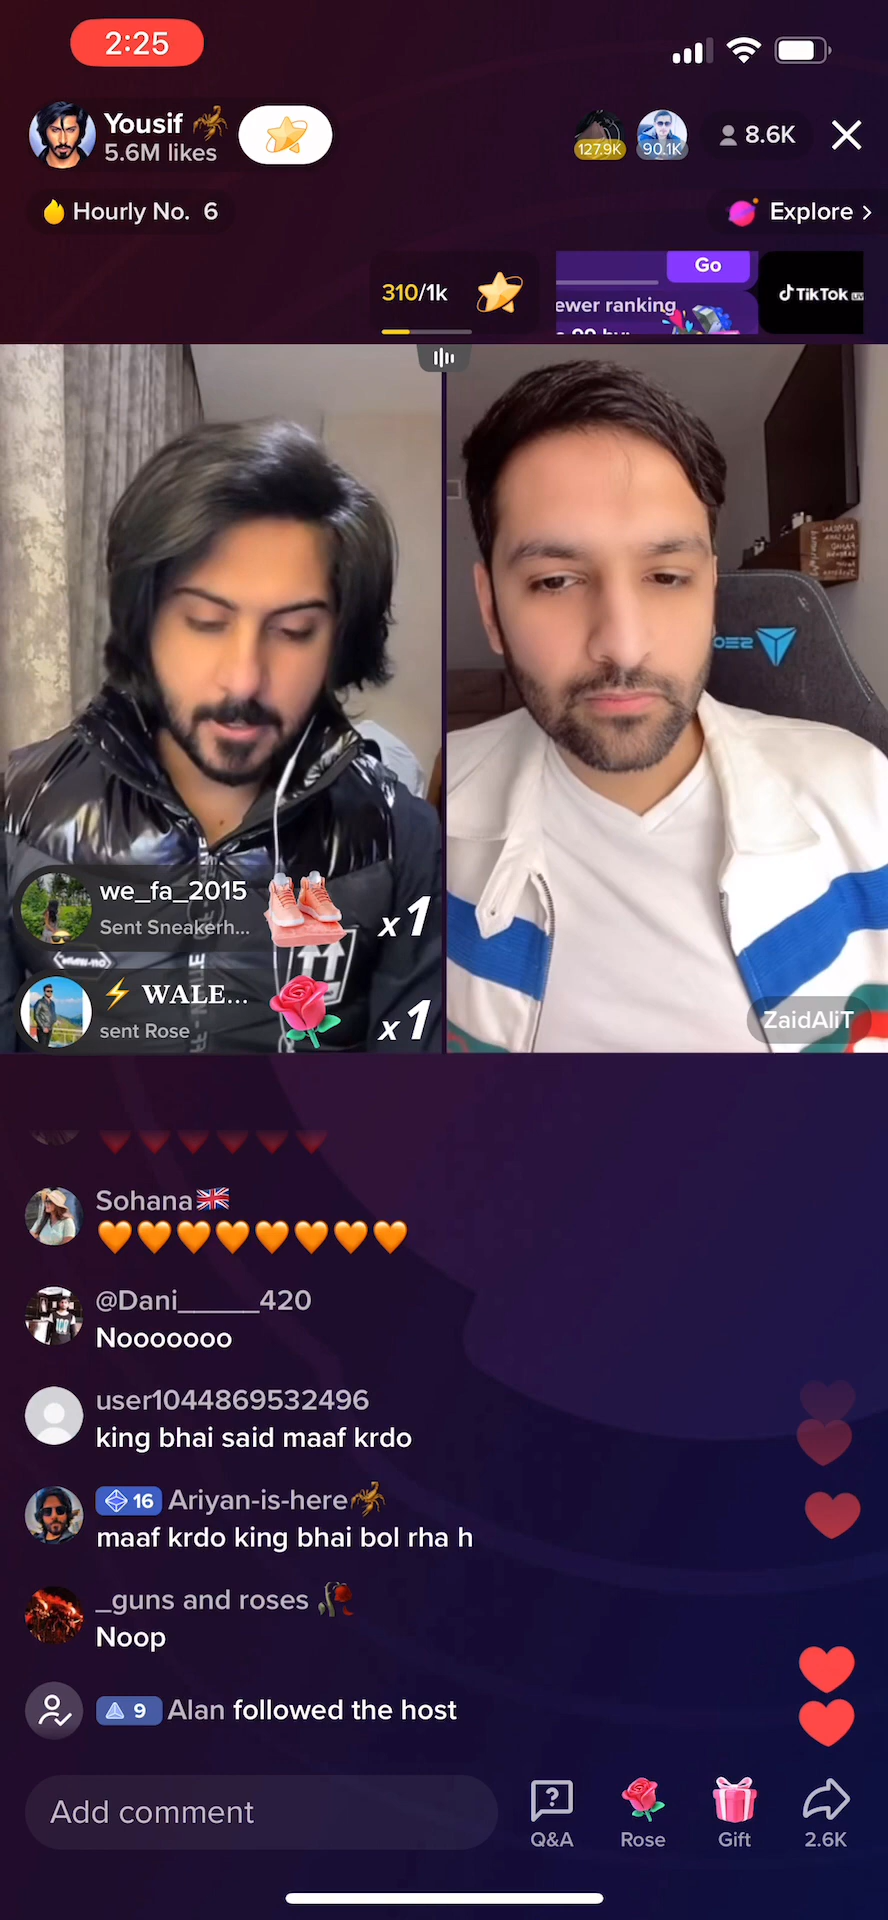 2:25
Yousif 🦂
5.6M likes
127.9K
90.1K
8.6K
Hourly No. 6
Explore >
310/1k
Go
ewer ranking
TikTok
we_fa_2015
Sent Sneakerh...
x1
⚡ WALE...
sent Rose
x1
ZaidAliT
Sohana🇬🇧
🧡🧡🧡🧡🧡🧡🧡🧡
@Dani_____420
Nooooooo
user1044869532496
king bhai said maaf krdo
16 Ariyan-is-here🦂
maaf krdo king bhai bol rha h
_guns and roses 🥀
Noop
9 Alan followed the host
Add comment
Q&A
Rose
Gift
2.6K